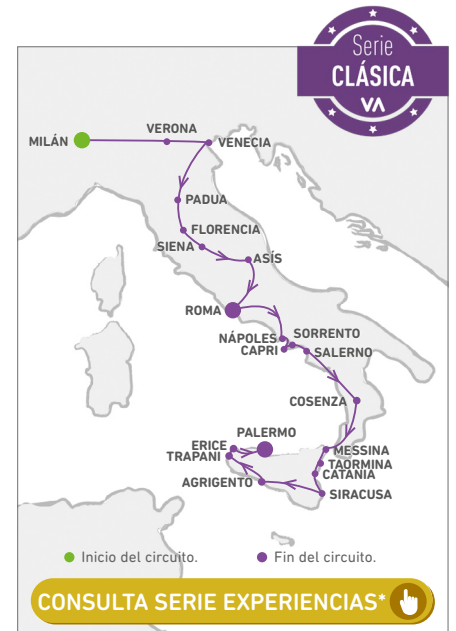 Serie
CLÁSICA
VA
VERONA
MILÁN
VENECIA
PADUA
FLORENCIA
SIENA
ASÍS
ROMA
NÁPOLES
SORRENTO
CAPRI
SALERNO
COSENZA
PALERMO
ERICE
TRAPANI
MESSINA
TAORMINA
CATANIA
AGRIGENTO
SIRACUSA
Inicio del circuito.
Fin del circuito.
CONSULTA SERIE EXPERIENCIAS*